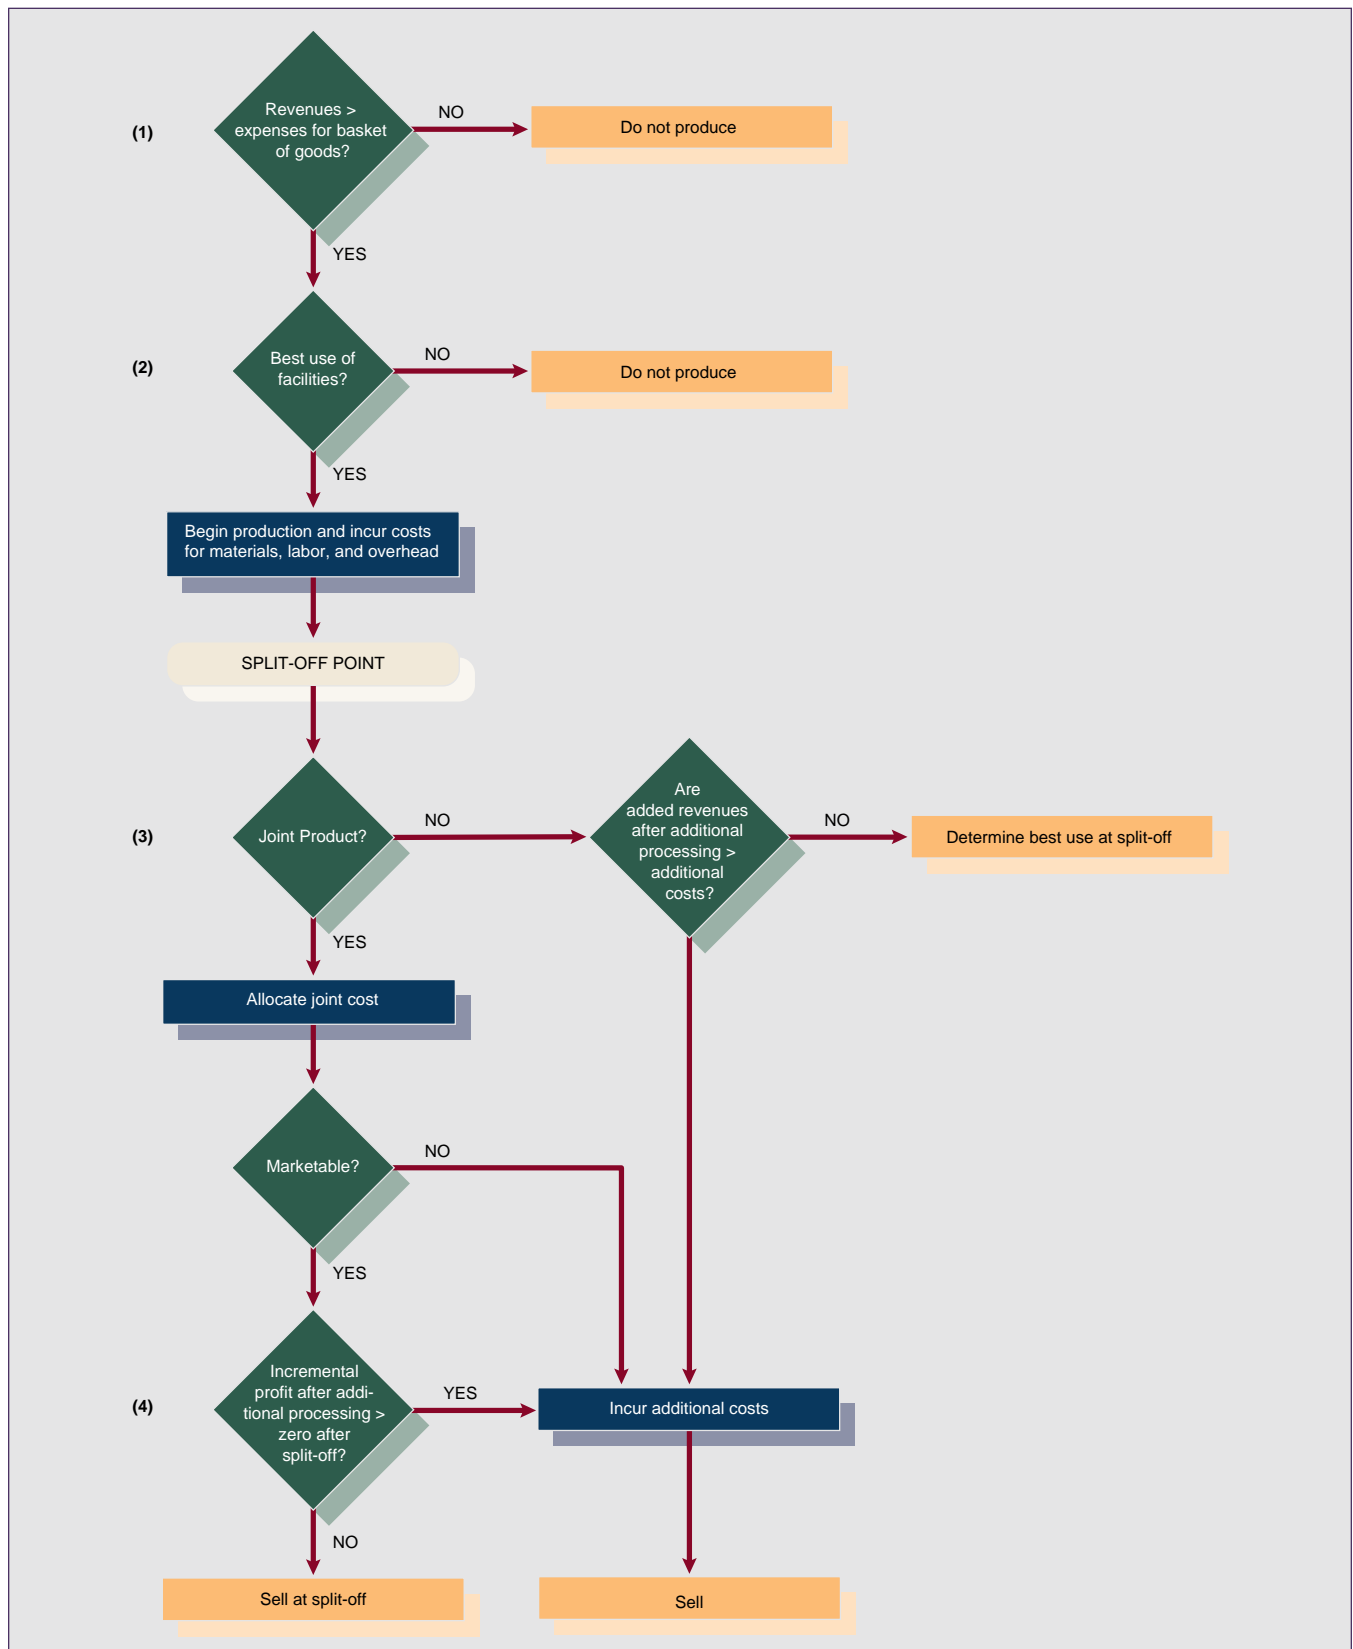 Revenues >
expenses for basket
of goods?
(1)
NO
Do not produce
YES
Best use of
facilities?
(2)
NO
Do not produce
YES
Begin production and incur costs
for materials, labor, and overhead
SPLIT-OFF POINT
(3)
Joint Product?
NO
Are
added revenues
after additional
processing >
additional
costs?
NO
Determine best use at split-off
YES
Allocate joint cost
Marketable?
NO
YES
(4)
Incremental
profit after addi-
tional processing >
zero after
split-off?
YES
Incur additional costs
NO
Sell at split-off
Sell